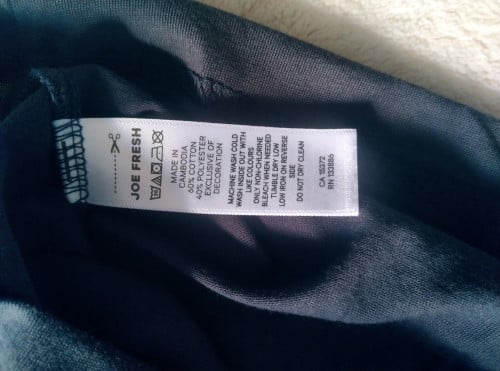 JOE FRESH
MADE IN
CAMBODIA
60% COTTON
40% POLYESTER
EXCLUSIVE OF
DECORATION
MACHINE WASH COLD
WASH INSIDE OUT WITH
LIKE COLOURS
ONLY NON-CHLORINE
BLEACH WHEN NEEDED
TUMBLE DRY LOW
LOW IRON ON REVERSE
SIDE
DO NOT DRY CLEAN
CA 15372
RN 133886